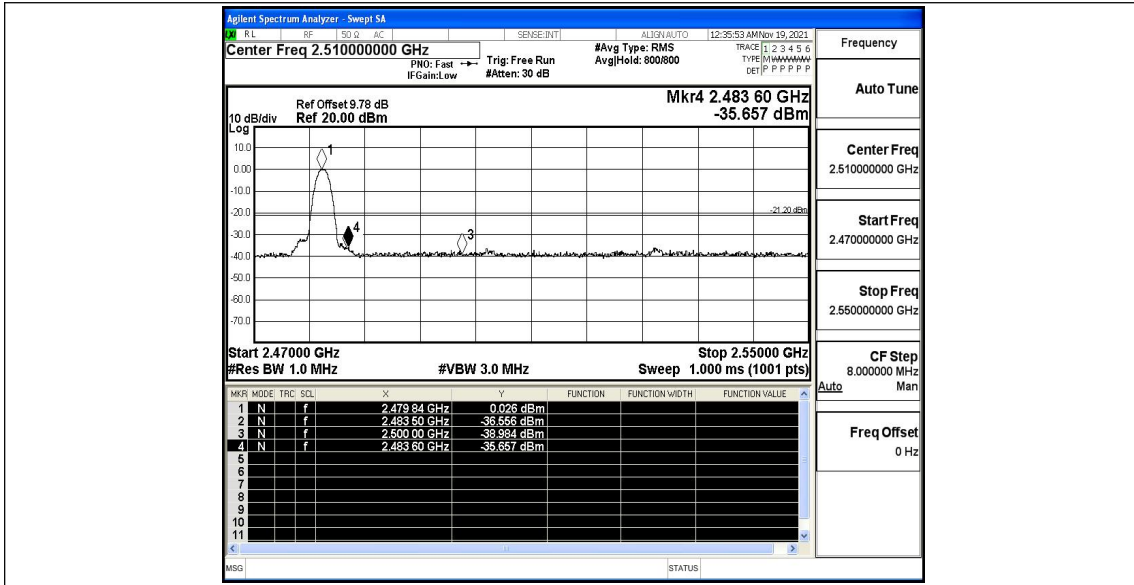 Agilent Spectrum Analyzer - Swept SA
RL RF 50 Ω AC SENSE:INT ALIGN AUTO 12:35:53 AM Nov 19, 2021
Center Freq 2.510000000 GHz
PNO: Fast
IFGain:Low
Trig: Free Run
#Atten: 30 dB
#Avg Type: RMS
Avg|Hold: 800/800
TRACE 1 2 3 4 5 6
TYPE M WWWWW
DET P P P P P P
Mkr4 2.483 60 GHz
-35.657 dBm
10 dB/div
Log
Ref Offset 9.78 dB
Ref 20.00 dBm
10.0
0.00
-10.0
-20.0
-30.0
-40.0
-50.0
-60.0
-70.0
1
4
3
-21.20 dBm
Start 2.47000 GHz
Stop 2.55000 GHz
#Res BW 1.0 MHz
#VBW 3.0 MHz
Sweep 1.000 ms (1001 pts)
MKR MODE TRC SCL X Y FUNCTION FUNCTION WIDTH FUNCTION VALUE
1 N f 2.479 84 GHz 0.026 dBm
2 N f 2.483 50 GHz -36.556 dBm
3 N f 2.500 00 GHz -38.984 dBm
4 N f 2.483 60 GHz -35.657 dBm
5
6
7
8
9
10
11
MSG
STATUS
Frequency
Auto Tune
Center Freq
2.510000000 GHz
Start Freq
2.470000000 GHz
Stop Freq
2.550000000 GHz
CF Step
8.000000 MHz
Auto Man
Freq Offset
0 Hz